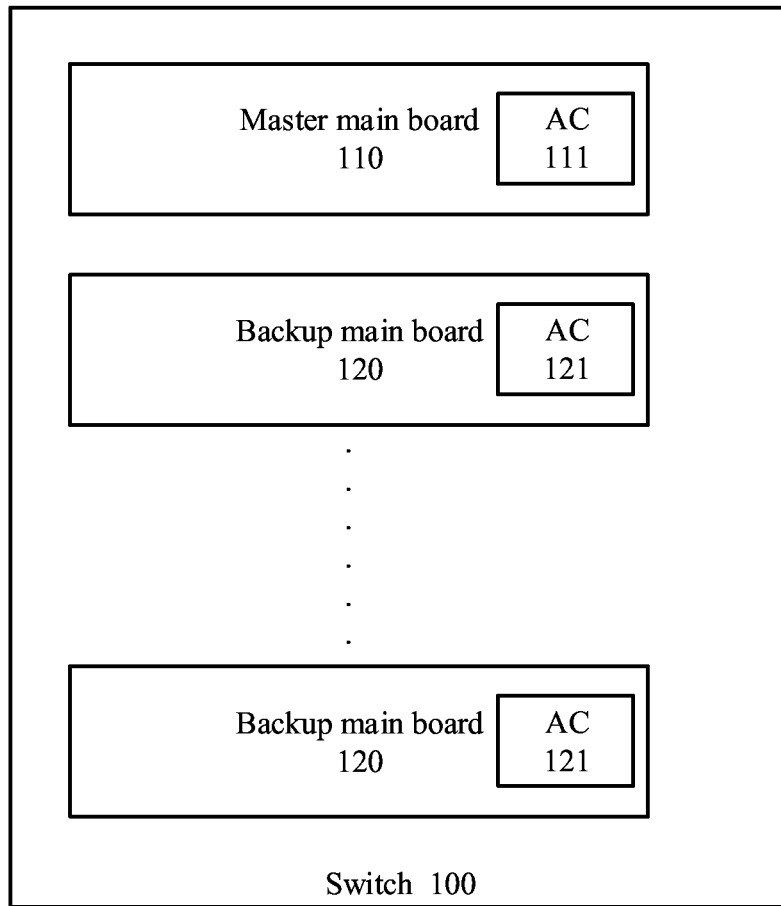 Master main board
110
AC
111
Backup main board
120
AC
121
Backup main board
120
AC
121
Switch 100